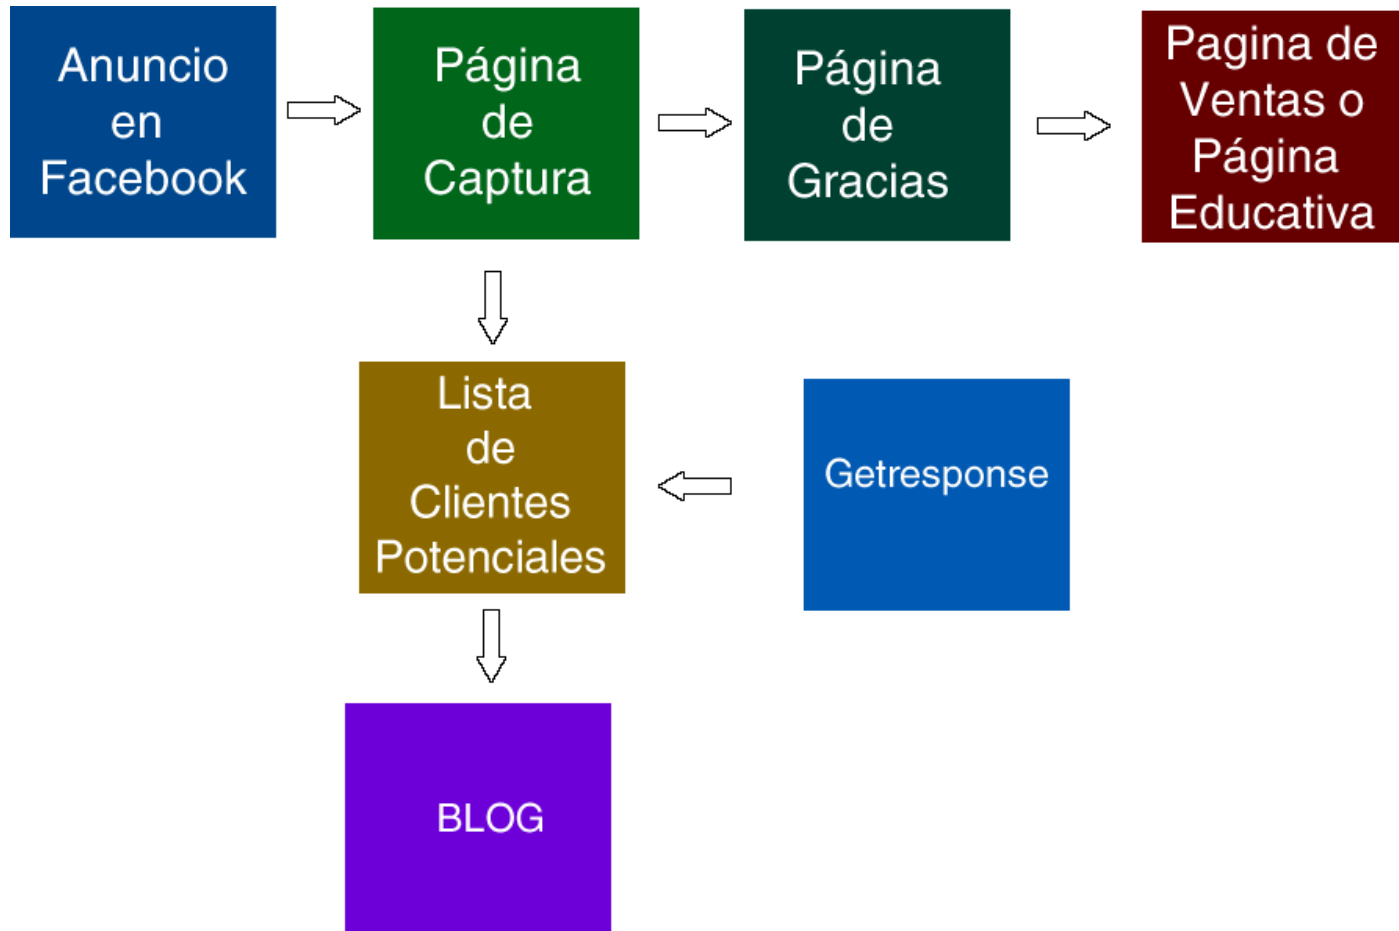 Anuncio
en
Facebook
Página
de
Captura
Página
de
Gracias
Pagina de
Ventas o
Página
Educativa
Lista
de
Clientes
Potenciales
Getresponse
BLOG